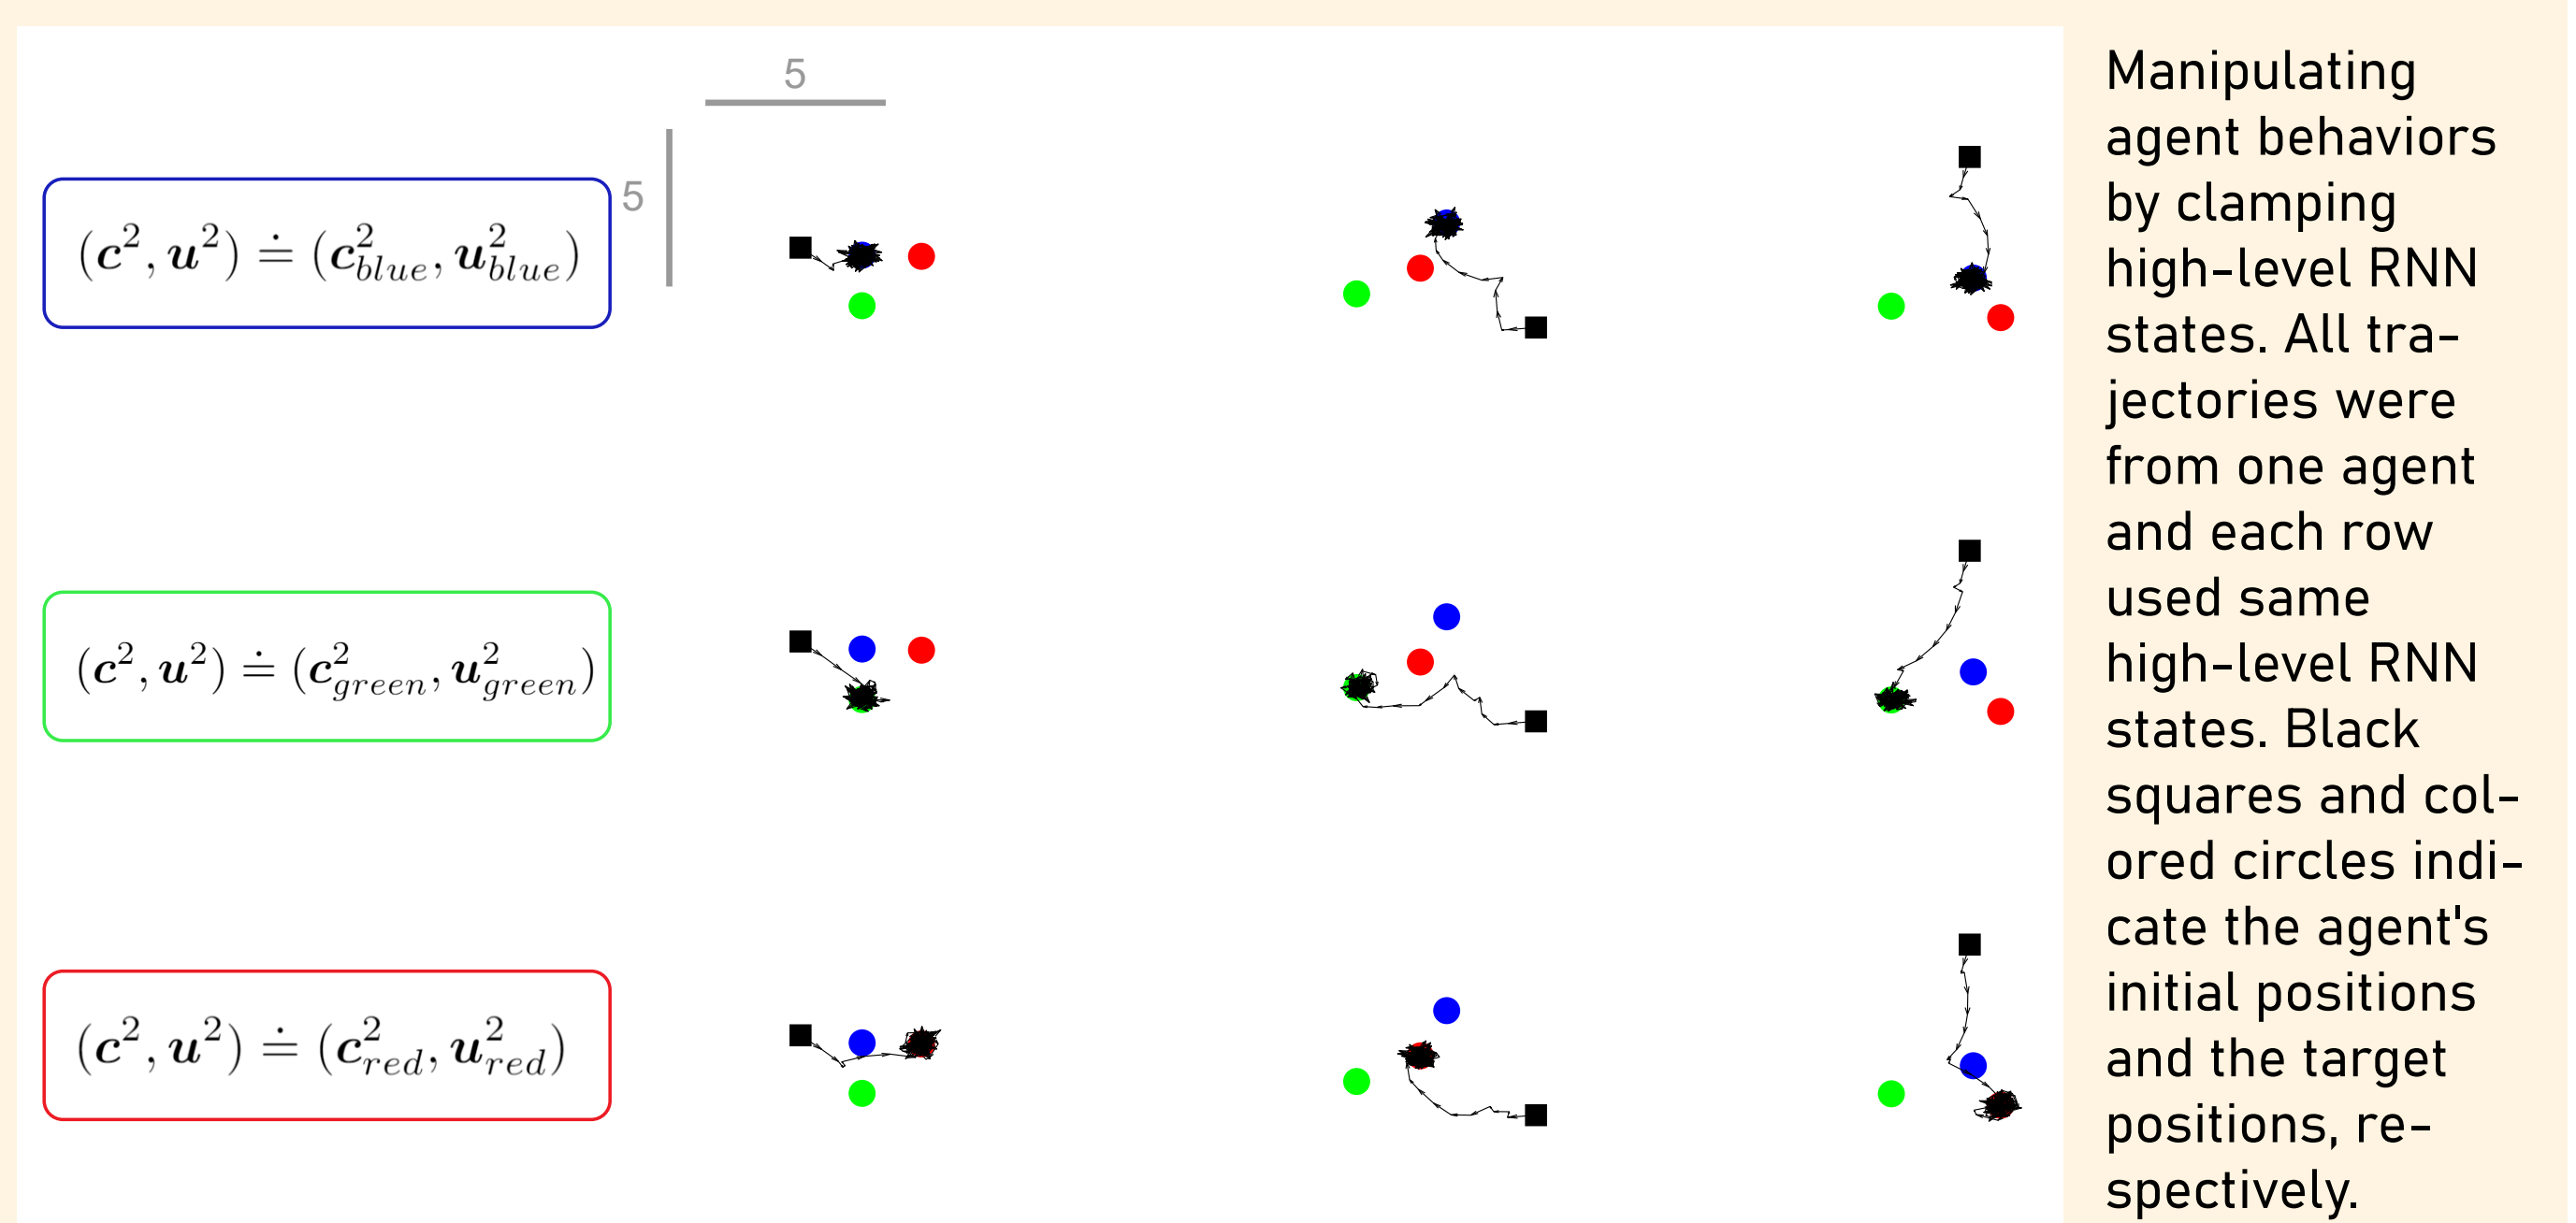 5
5
(c², u²) ≐ (c²_blue, u²_blue)
(c², u²) ≐ (c²_green, u²_green)
(c², u²) ≐ (c²_red, u²_red)
Manipulating
agent behaviors
by clamping
high-level RNN
states. All tra-
jectories were
from one agent
and each row
used same
high-level RNN
states. Black
squares and col-
ored circles indi-
cate the agent's
initial positions
and the target
positions, re-
spectively.